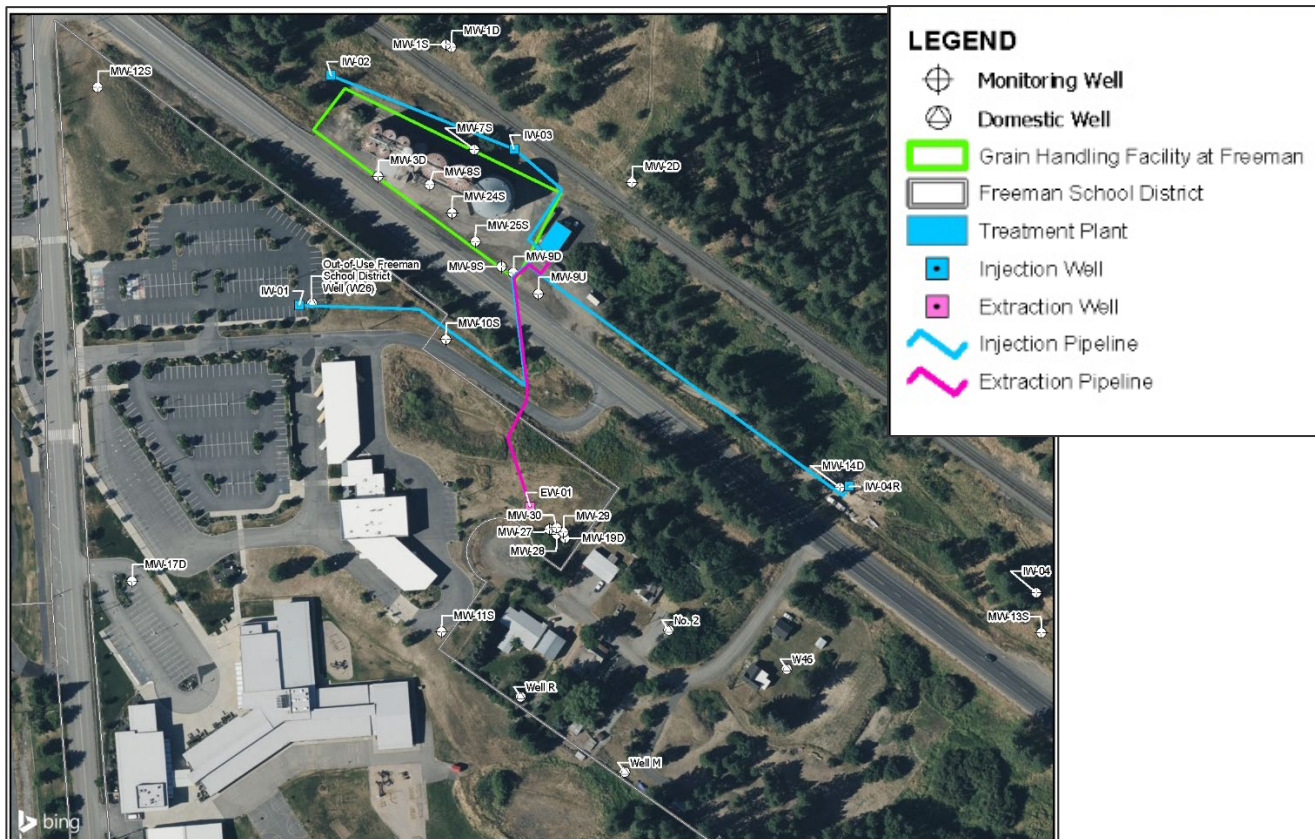 MW-1D
MW-1S
IW-02
MW-12S
MW-7S
IW-03
MW-3D
MW-2D
MW-8S
MW-24S
MW-25S
MW-9D
MW-9S
MW-9U
Out-of-Use Freeman
School District
Well (W26)
IW-01
MW-10S
MW-14D
IW-04R
EW-01
MW-30
MW-29
MW-27
MW-19D
MW-28
MW-17D
IW-04
MW-11S
No. 2
MW-13S
W46
Well R
Well M
bing
LEGEND
Monitoring Well
Domestic Well
Grain Handling Facility at Freeman
Freeman School District
Treatment Plant
Injection Well
Extraction Well
Injection Pipeline
Extraction Pipeline